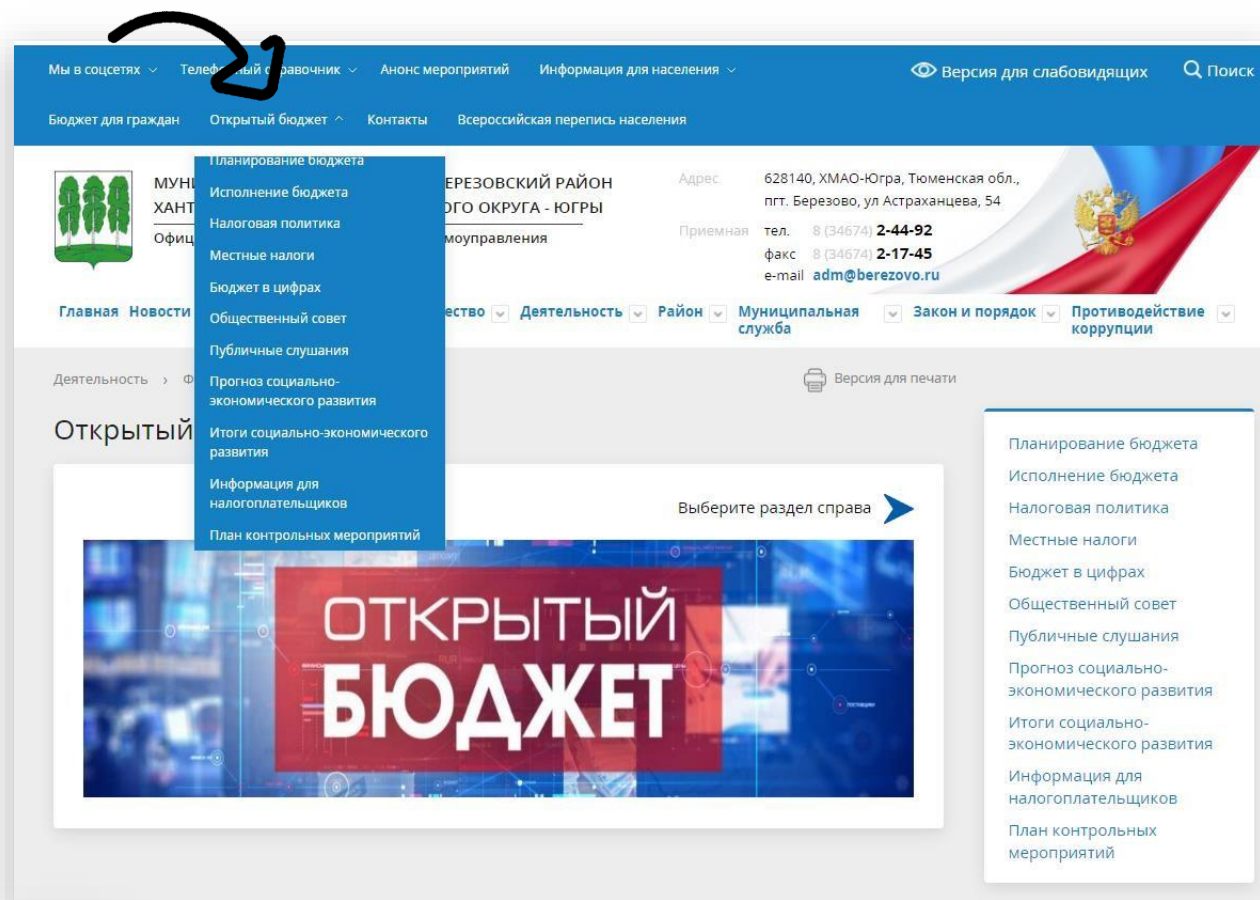 Мы в соцсетях Телефонный справочник Анонс мероприятий Информация для населения Версия для слабовидящих Поиск
Бюджет для граждан Открытый бюджет Контакты Всероссийская перепись населения
Планирование бюджета
Исполнение бюджета
Налоговая политика
Местные налоги
Бюджет в цифрах
Общественный совет
Публичные слушания
Прогноз социально-
экономического развития
Итоги социально-экономического
развития
Информация для
налогоплательщиков
План контрольных мероприятий
МУНИ ЕРЕЗОВСКИЙ РАЙОН
ХАНТ ОГО ОКРУГА - ЮГРЫ
Офиц моуправления
Адрес 628140, ХМАО-Югра, Тюменская обл.,
пгт. Березово, ул Астраханцева, 54
Приемная тел. 8 (34674) 2-44-92
факс 8 (34674) 2-17-45
e-mail adm@berezovo.ru
Главная Новости ество Деятельность Район Муниципальная служба Закон и порядок Противодействие коррупции
Деятельность › Ф
Версия для печати
Открытый
Выберите раздел справа
ОТКРЫТЫЙ
БЮДЖЕТ
Планирование бюджета
Исполнение бюджета
Налоговая политика
Местные налоги
Бюджет в цифрах
Общественный совет
Публичные слушания
Прогноз социально-
экономического развития
Итоги социально-
экономического развития
Информация для
налогоплательщиков
План контрольных
мероприятий